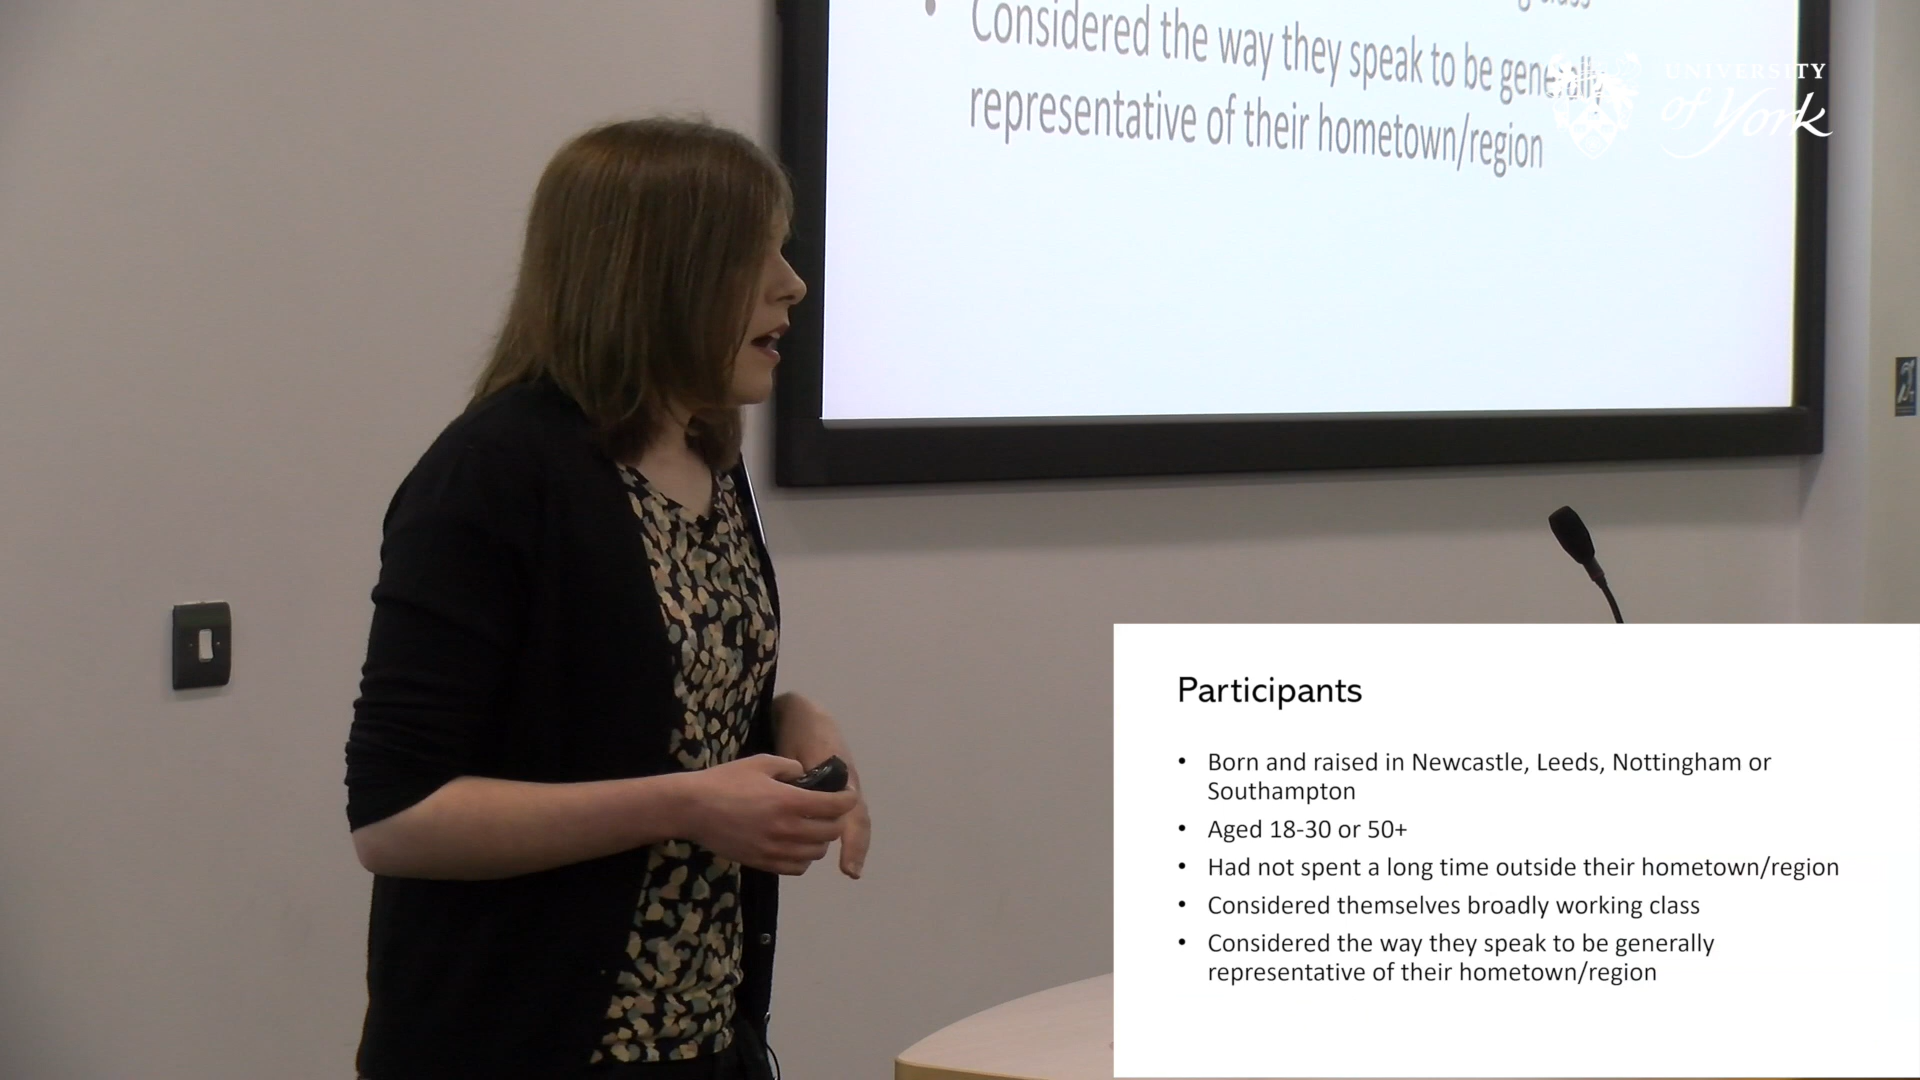 Considered the way they speak to be generally
representative of their hometown/region
UNIVERSITY
of York
Participants
• Born and raised in Newcastle, Leeds, Nottingham or
Southampton
• Aged 18-30 or 50+
• Had not spent a long time outside their hometown/region
• Considered themselves broadly working class
• Considered the way they speak to be generally
representative of their hometown/region